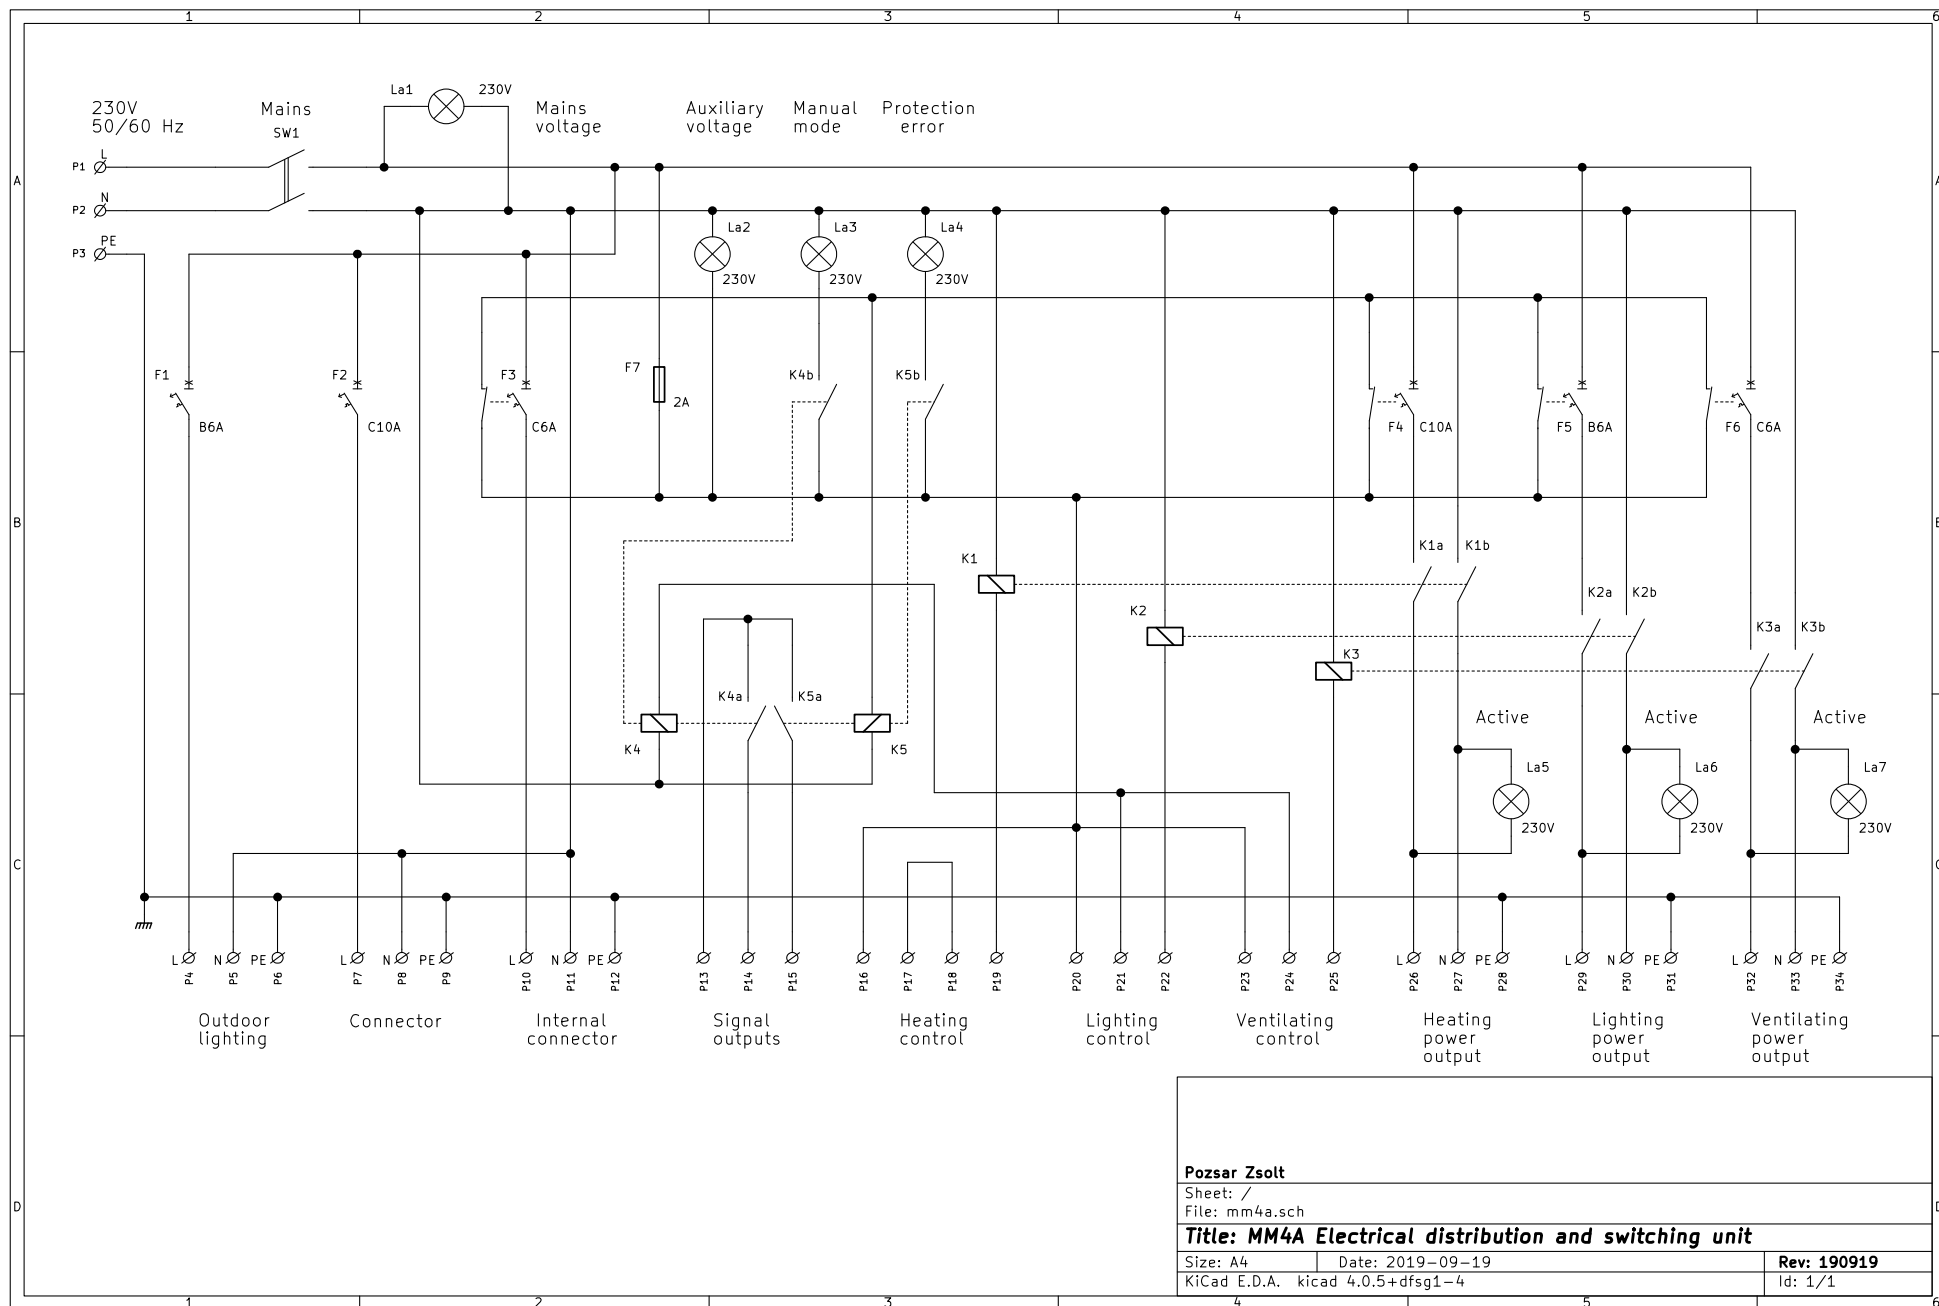 1 2 3 4 5 6
A A
B B
C C
D D
230V
50/60 Hz
Mains
SW1
La1
230V
Mains
voltage
Auxiliary
voltage
Manual
mode
Protection
error
P1
L
P2
N
P3
PE
La2
230V
La3
230V
La4
230V
F1
B6A
F2
C10A
F3
C6A
F7
2A
K4b
K5b
F4
C10A
F5
B6A
F6
C6A
K1
K1a
K1b
K2
K2a
K2b
K3
K3a
K3b
K4a
K5a
K4
K5
Active
Active
Active
La5
230V
La6
230V
La7
230V
L N PE L N PE L N PE L N PE L N PE L N PE
P4 P5 P6 P7 P8 P9 P10 P11 P12 P13 P14 P15 P16 P17 P18 P19 P20 P21 P22 P23 P24 P25 P26 P27 P28 P29 P30 P31 P32 P33 P34
Outdoor
lighting
Connector
Internal
connector
Signal
outputs
Heating
control
Lighting
control
Ventilating
control
Heating
power
output
Lighting
power
output
Ventilating
power
output
Pozsar Zsolt
Sheet: /
File: mm4a.sch
Title: MM4A Electrical distribution and switching unit
Size: A4 Date: 2019-09-19 Rev: 190919
KiCad E.D.A. kicad 4.0.5+dfsg1-4 Id: 1/1
1 2 3 4 5 6